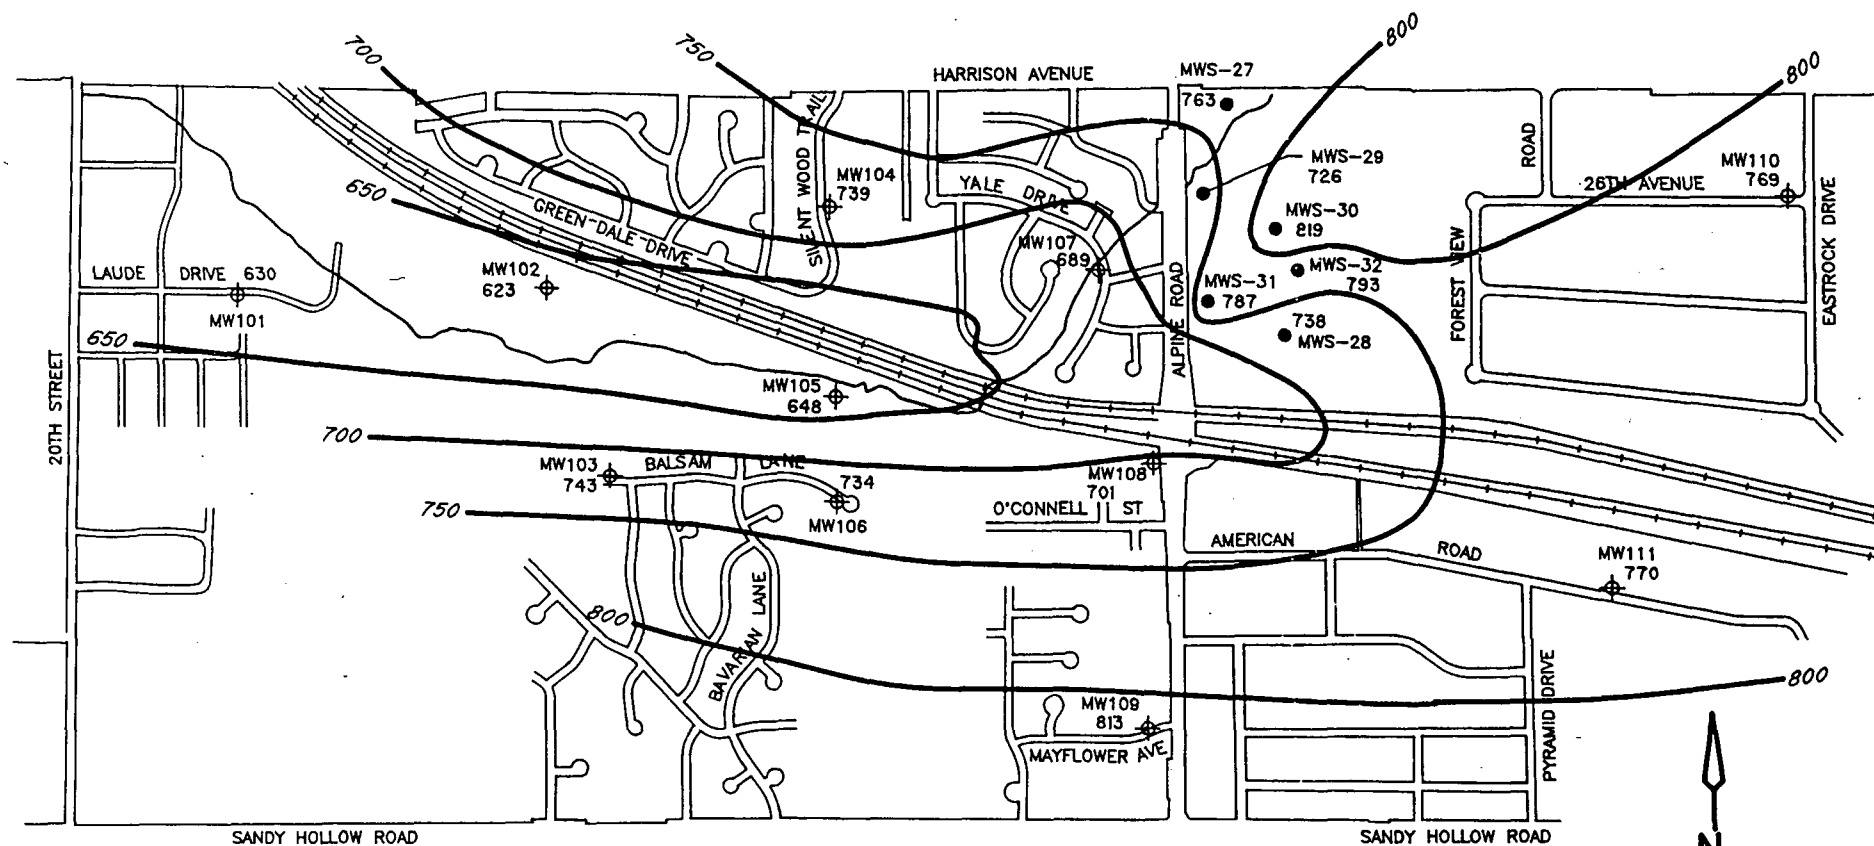 800
700
750
HARRISON AVENUE
MWS-27
763
800
ROAD
MWS-29
726
MW110
769
26TH AVENUE
SILENT WOOD TRAIL
MW104
739
YALE DRIVE
650
GREEN DALE DRIVE
MWS-30
819
MW107
689
LAUDE DRIVE 630
MW101
MW102
623
MWS-32
793
MWS-31
787
738
MWS-28
ALPINE ROAD
FOREST VIEW
EASTROCK DRIVE
650
20TH STREET
MW105
648
700
MW103
743
BALSAM LANE
734
MW106
MW108
701
750
O'CONNELL ST
AMERICAN ROAD
MW111
770
800
BAVARIAN LANE
PYRAMID DRIVE
800
MW109
813
MAYFLOWER AVE
SANDY HOLLOW ROAD
SANDY HOLLOW ROAD
N